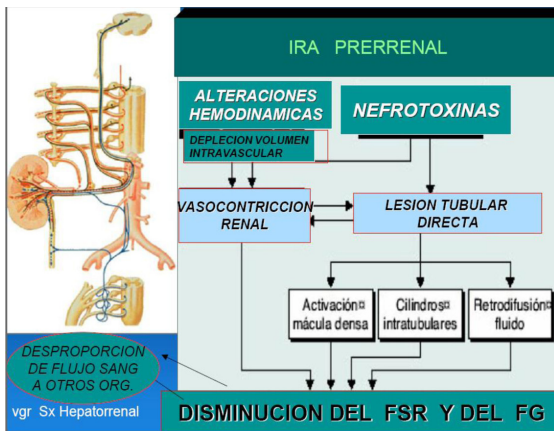 IRA PRERRENAL
ALTERACIONES
HEMODINAMICAS
NEFROTOXINAS
DEPLECION VOLUMEN
INTRAVASCULAR
VASOCONTRICCION
RENAL
LESION TUBULAR
DIRECTA
Activación¤
mácula densa
Cilindros¤
intratubulares
Retrodifusión¤
fluido
DESPROPORCION
DE FLUJO SANG
A OTROS ORG.
vgr Sx Hepatorrenal
DISMINUCION DEL FSR Y DEL FG